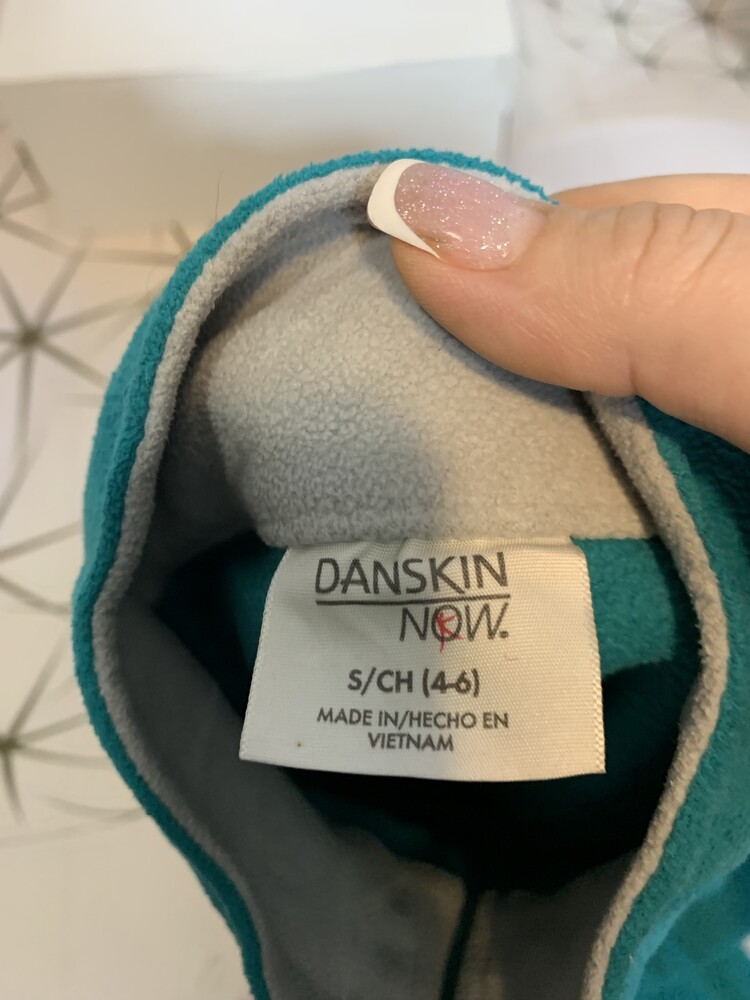 DANSKIN
NOW.
S/CH (4-6)
MADE IN/HECHO EN
VIETNAM